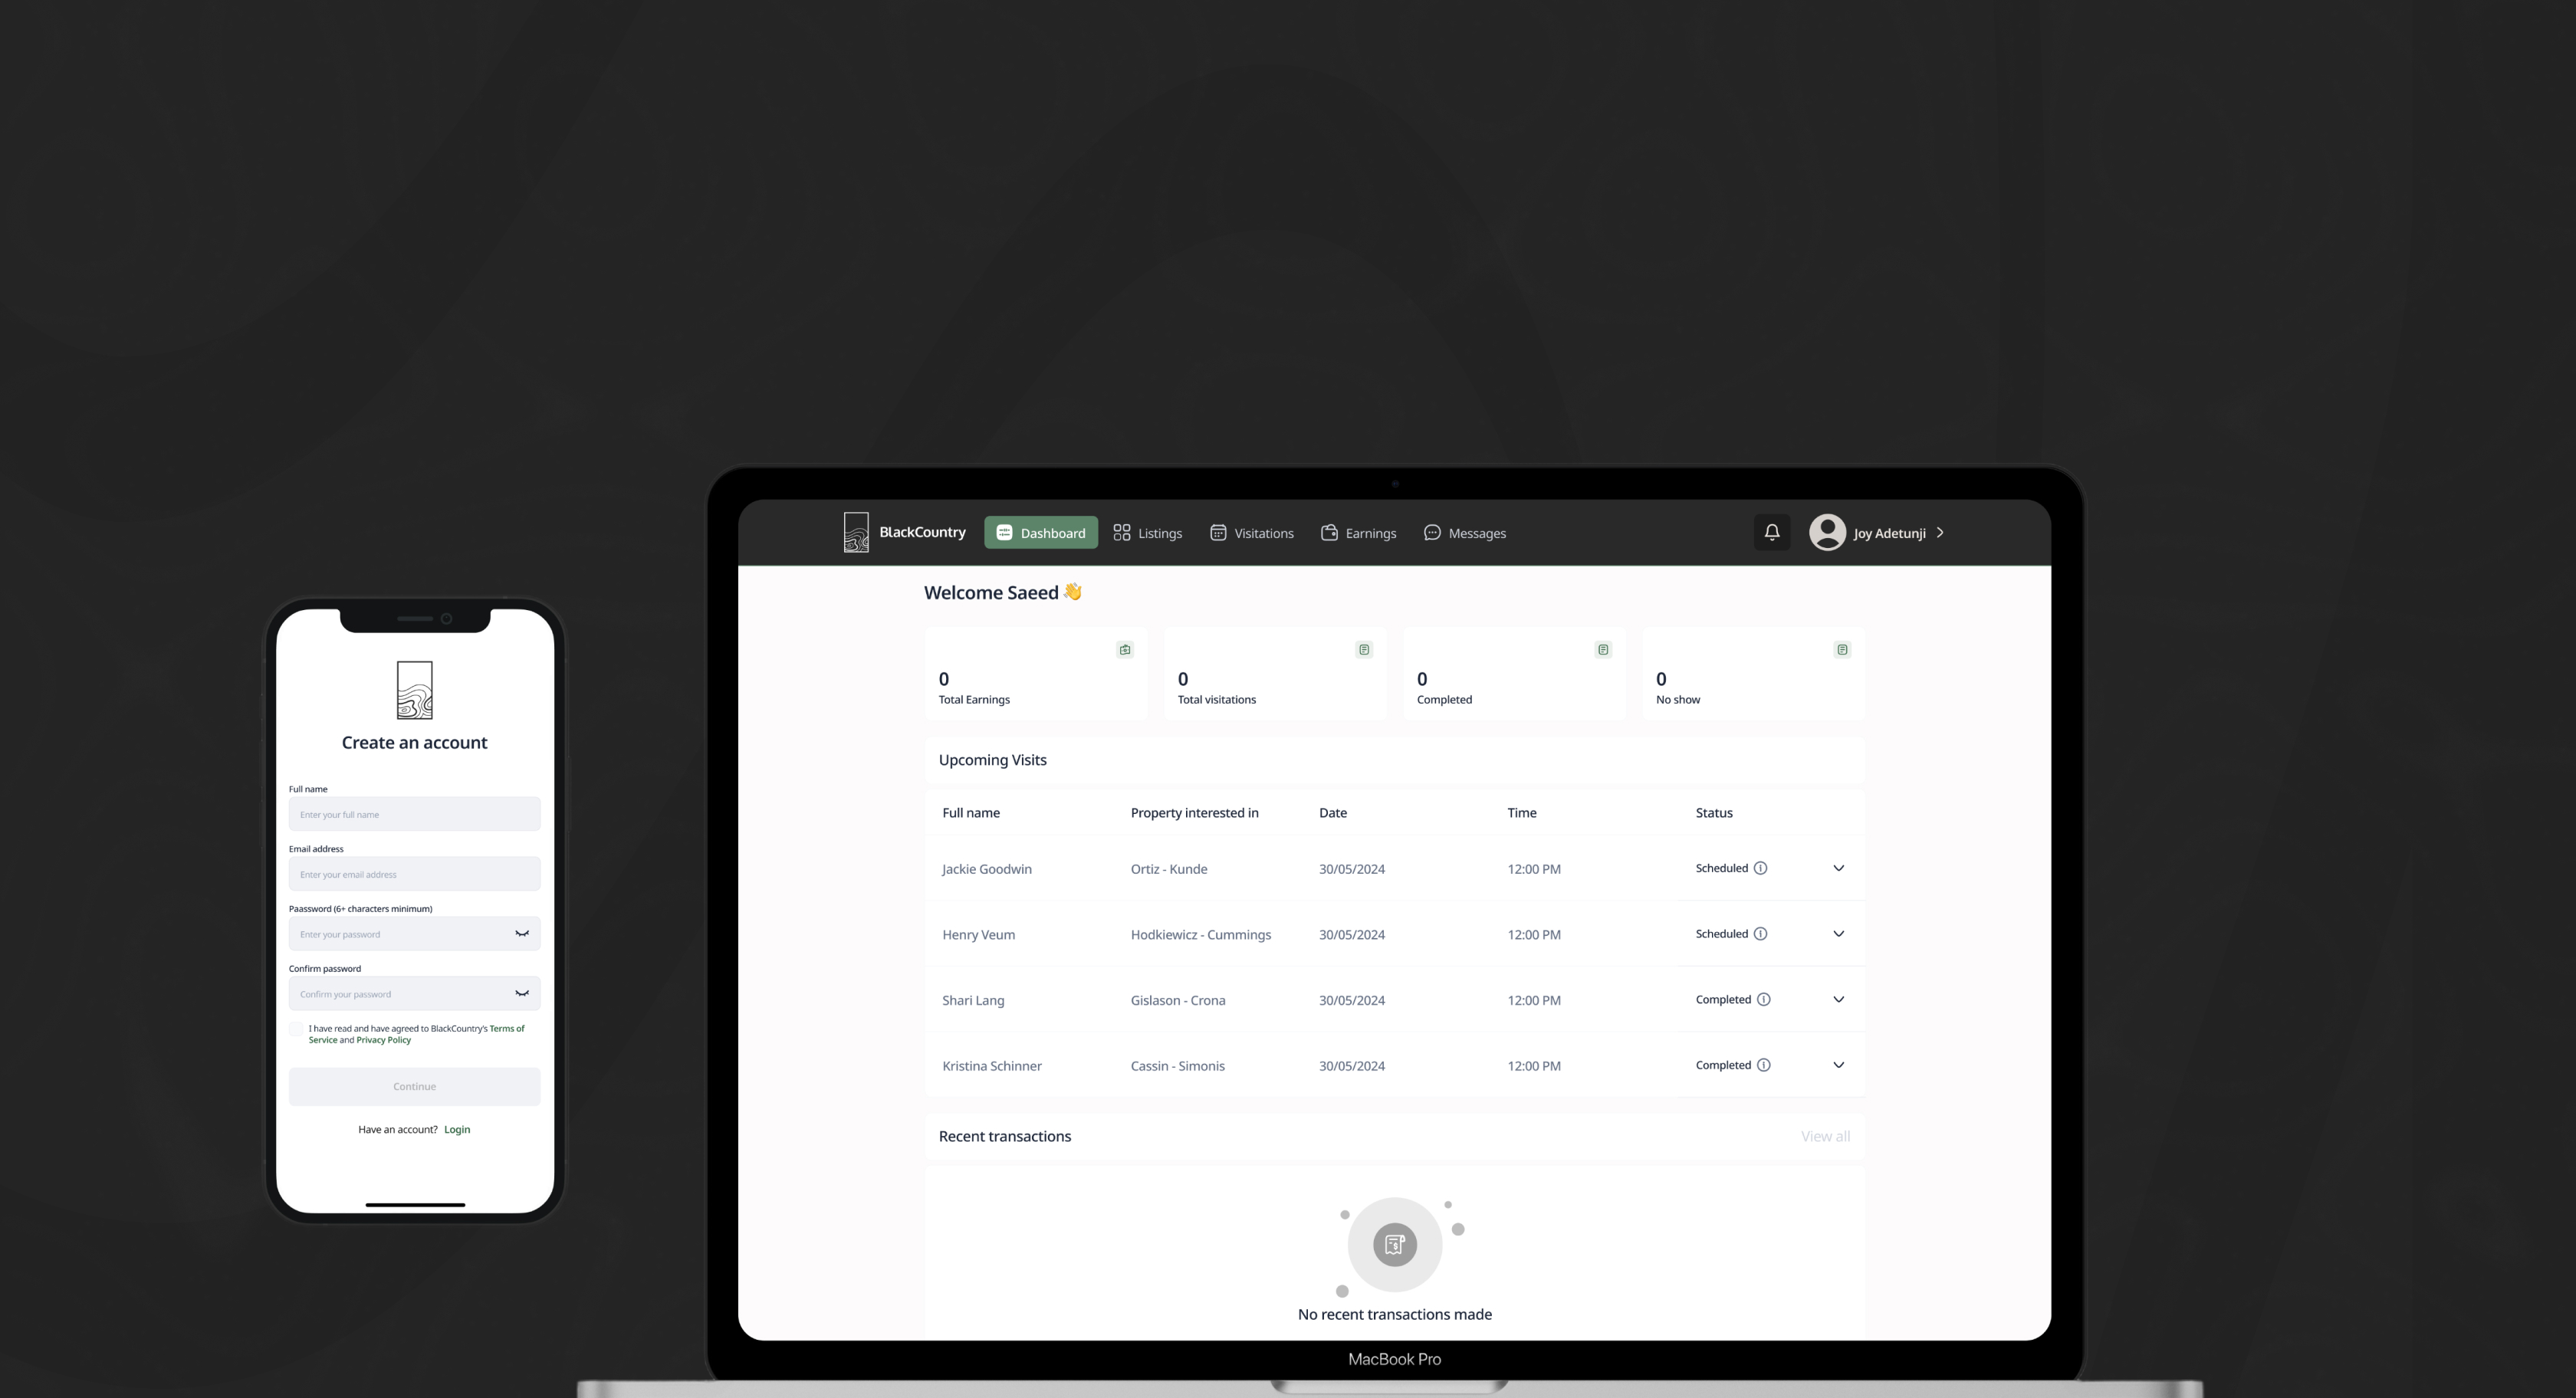 Create an account
Full name
Enter your full name
Email address
Enter your email address
Paassword (6+ characters minimum)
Enter your password
Confirm password
Confirm your password
I have read and have agreed to BlackCountry's Terms of
Service and Privacy Policy
Continue
Have an account? Login
BlackCountry Dashboard Listings Visitations Earnings Messages Joy Adetunji
Welcome Saeed 👋
0 0 0 0
Total Earnings Total visitations Completed No show
Upcoming Visits
Full name Property interested in Date Time Status
Jackie Goodwin Ortiz - Kunde 30/05/2024 12:00 PM Scheduled
Henry Veum Hodkiewicz - Cummings 30/05/2024 12:00 PM Scheduled
Shari Lang Gislason - Crona 30/05/2024 12:00 PM Completed
Kristina Schinner Cassin - Simonis 30/05/2024 12:00 PM Completed
Recent transactions View all
No recent transactions made
MacBook Pro